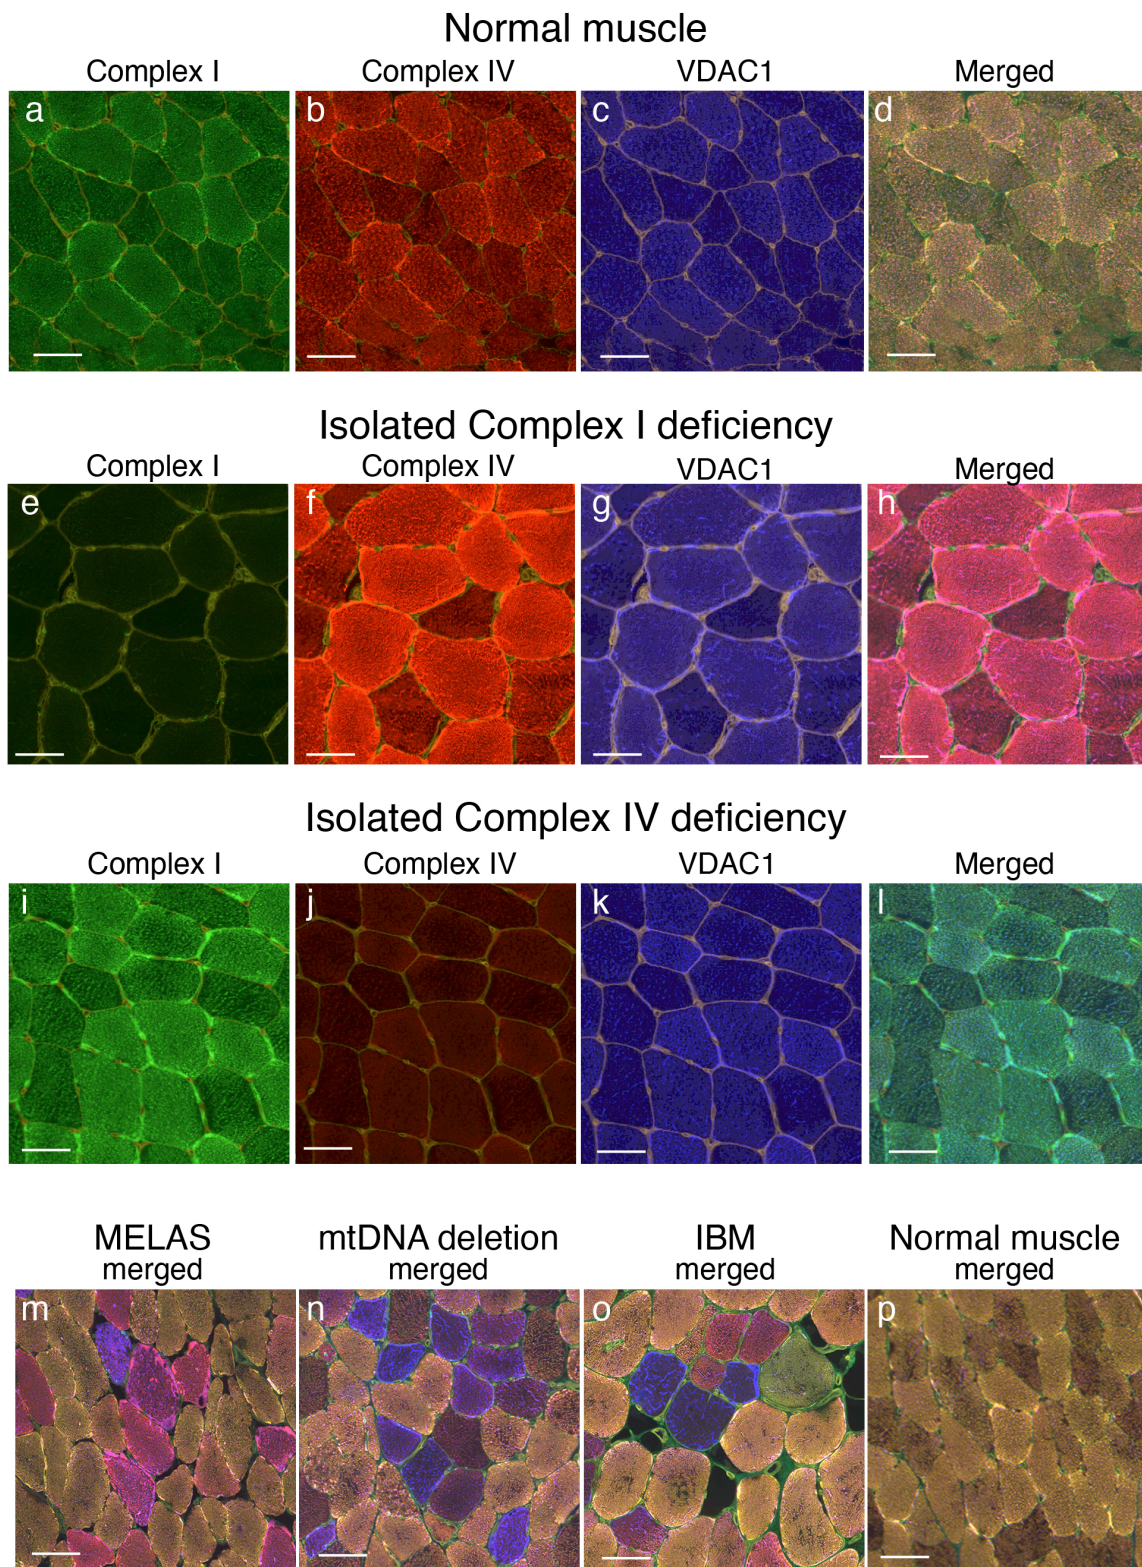 Normal muscle
Complex I Complex IV VDAC1 Merged
a b c d
Isolated Complex I deficiency
Complex I Complex IV VDAC1 Merged
e f g h
Isolated Complex IV deficiency
Complex I Complex IV VDAC1 Merged
i j k l
MELAS mtDNA deletion IBM Normal muscle
merged merged merged merged
m n o p